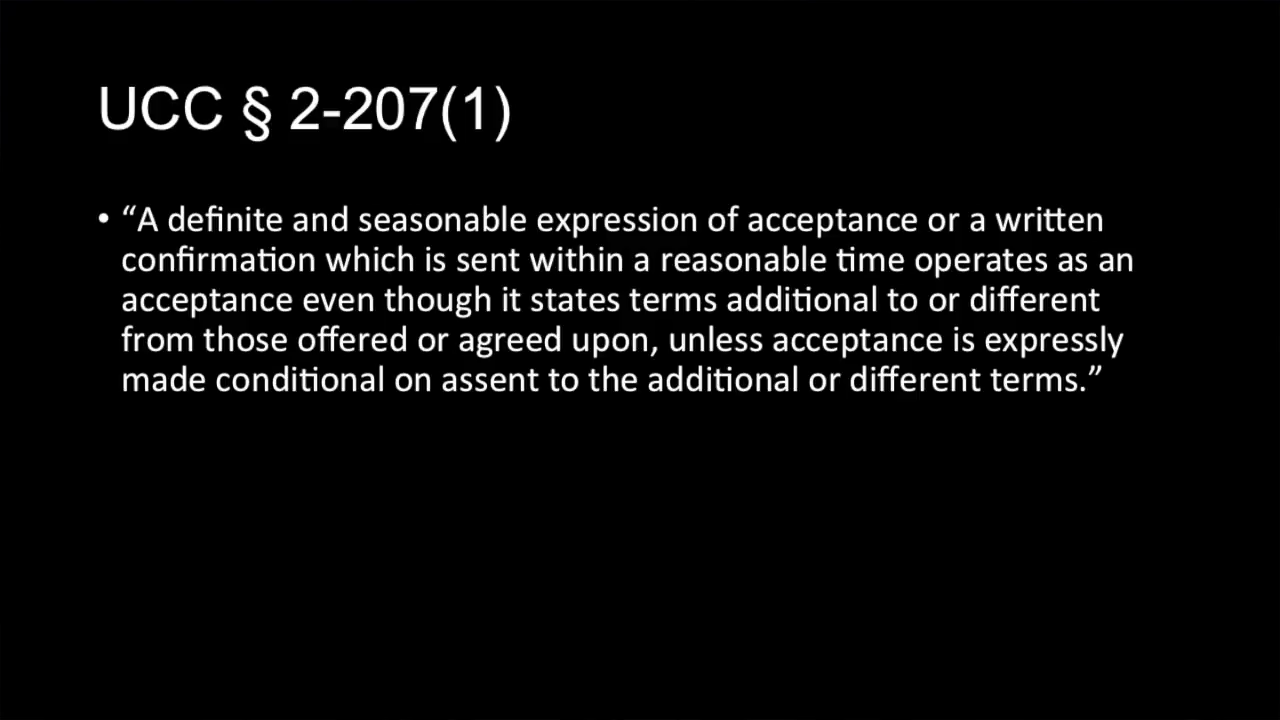 UCC § 2-207(1)
• “A definite and seasonable expression of acceptance or a written
confirmation which is sent within a reasonable time operates as an
acceptance even though it states terms additional to or different
from those offered or agreed upon, unless acceptance is expressly
made conditional on assent to the additional or different terms.”